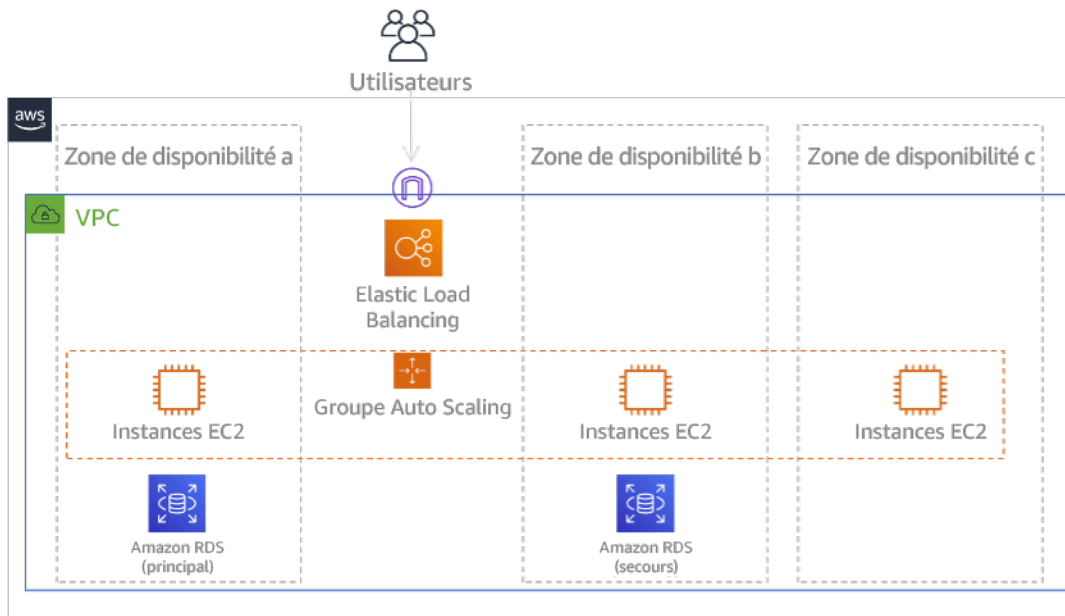 Utilisateurs
aws
Zone de disponibilité a
Zone de disponibilité b
Zone de disponibilité c
VPC
Elastic Load
Balancing
Groupe Auto Scaling
Instances EC2
Instances EC2
Instances EC2
Amazon RDS
(principal)
Amazon RDS
(secours)